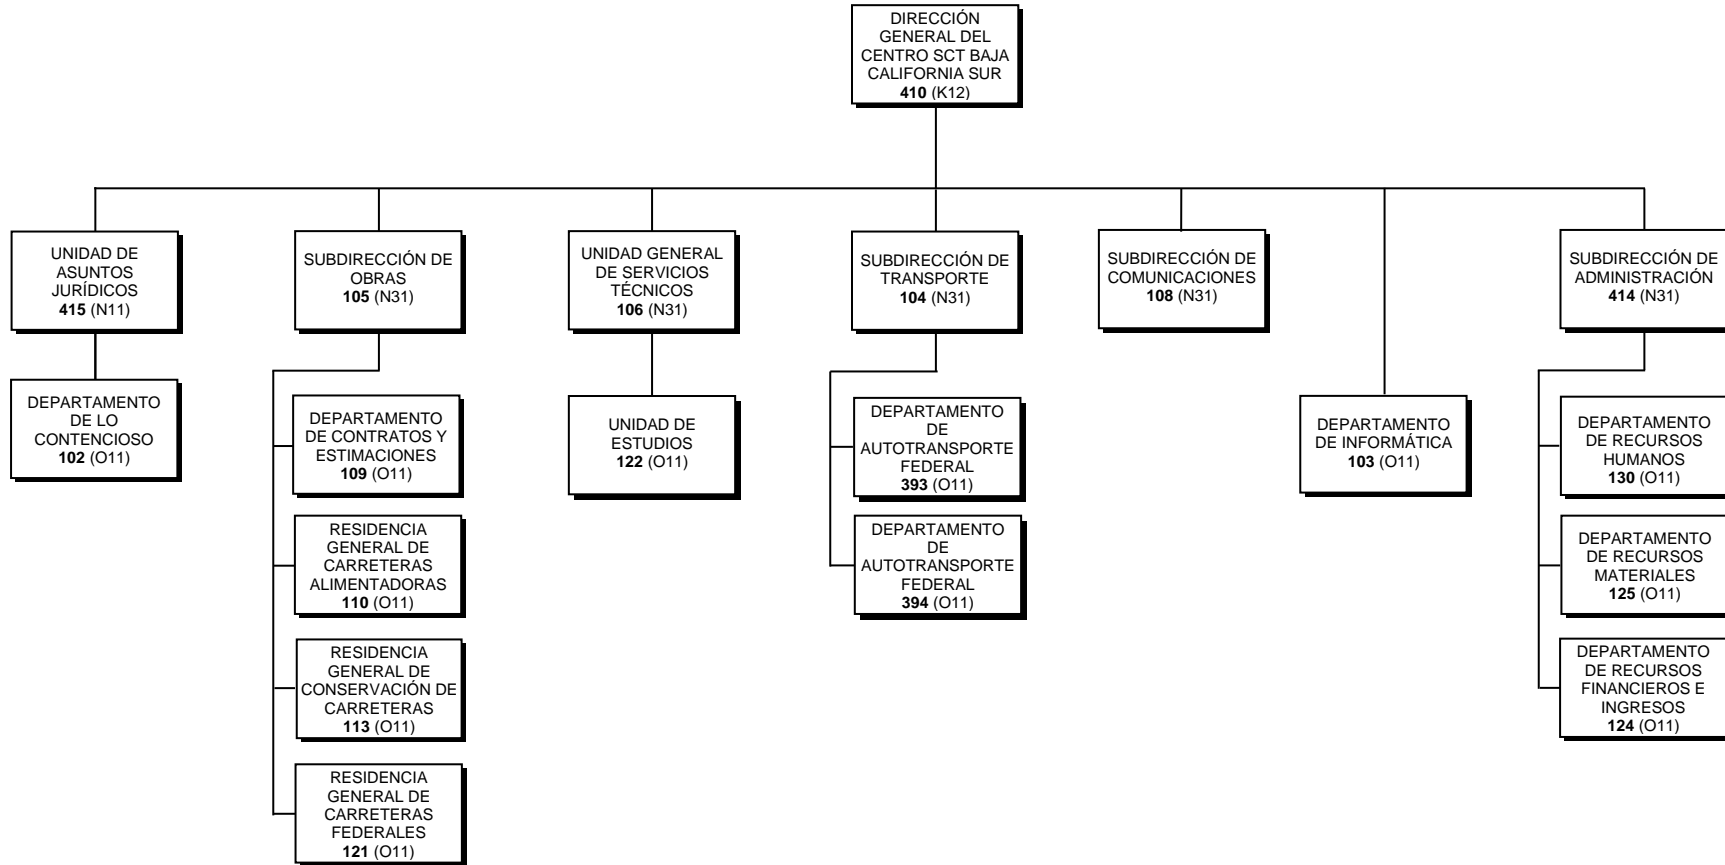 DIRECCIÓN
GENERAL DEL
CENTRO SCT BAJA
CALIFORNIA SUR
410 (K12)
UNIDAD DE
ASUNTOS
JURÍDICOS
415 (N11)
SUBDIRECCIÓN DE
OBRAS
105 (N31)
UNIDAD GENERAL
DE SERVICIOS
TÉCNICOS
106 (N31)
SUBDIRECCIÓN DE
TRANSPORTE
104 (N31)
SUBDIRECCIÓN DE
COMUNICACIONES
108 (N31)
SUBDIRECCIÓN DE
ADMINISTRACIÓN
414 (N31)
DEPARTAMENTO
DE LO
CONTENCIOSO
102 (O11)
DEPARTAMENTO
DE CONTRATOS Y
ESTIMACIONES
109 (O11)
UNIDAD DE
ESTUDIOS
122 (O11)
DEPARTAMENTO
DE
AUTOTRANSPORTE
FEDERAL
393 (O11)
DEPARTAMENTO
DE INFORMÁTICA
103 (O11)
DEPARTAMENTO
DE RECURSOS
HUMANOS
130 (O11)
RESIDENCIA
GENERAL DE
CARRETERAS
ALIMENTADORAS
110 (O11)
DEPARTAMENTO
DE
AUTOTRANSPORTE
FEDERAL
394 (O11)
DEPARTAMENTO
DE RECURSOS
MATERIALES
125 (O11)
RESIDENCIA
GENERAL DE
CONSERVACIÓN DE
CARRETERAS
113 (O11)
DEPARTAMENTO
DE RECURSOS
FINANCIEROS E
INGRESOS
124 (O11)
RESIDENCIA
GENERAL DE
CARRETERAS
FEDERALES
121 (O11)